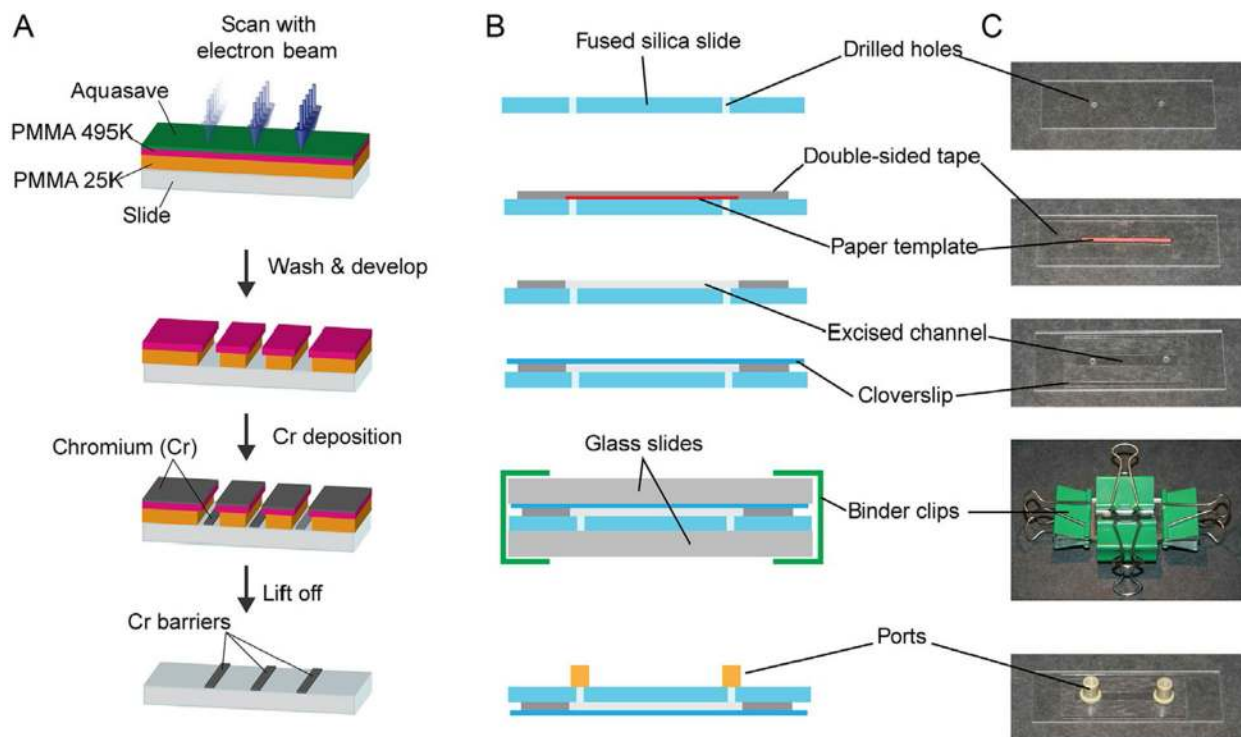 A
Scan with
electron beam
Aquasave
PMMA 495K
PMMA 25K
Slide
Wash & develop
Cr deposition
Chromium (Cr)
Lift off
Cr barriers
B
Fused silica slide
Drilled holes
Double-sided tape
Paper template
Excised channel
Cloverslip
Glass slides
Binder clips
Ports
C